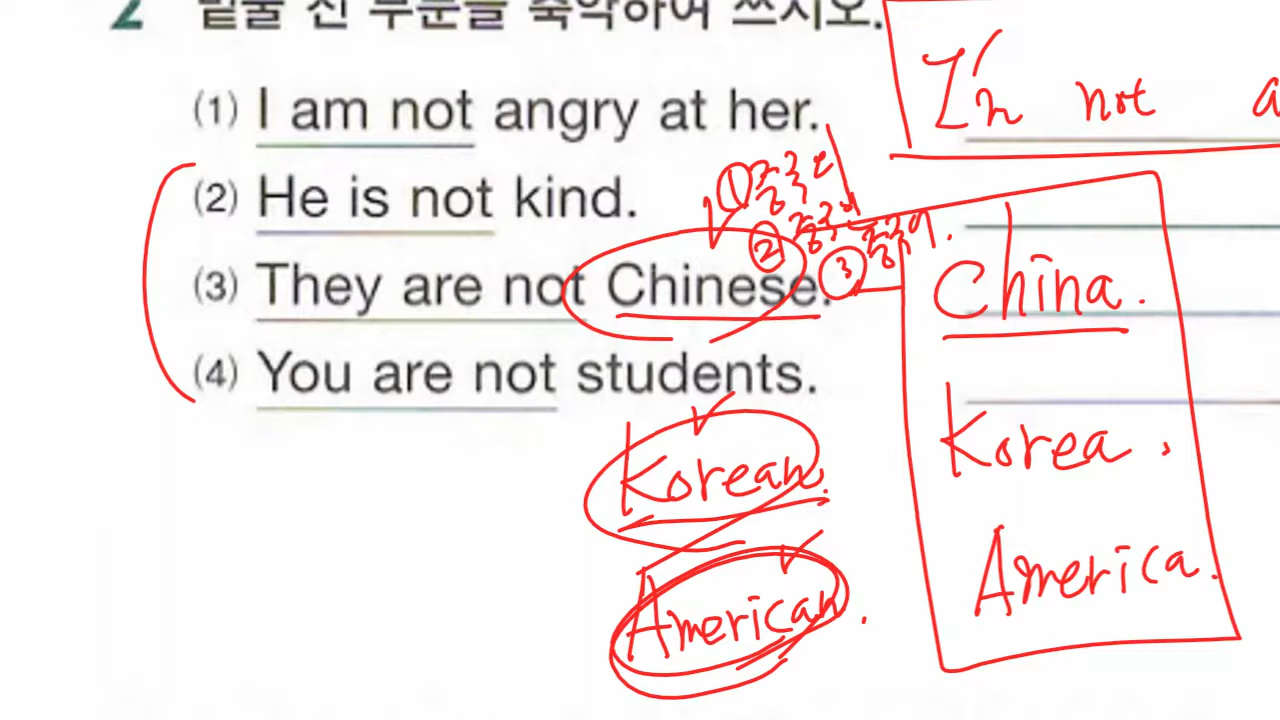 2 밑줄 친 부분을 축약하여 쓰시오.
(1) I am not angry at her.
I'm not a
(2) He is not kind.
① 중국의
② 중국인
③ 중국어.
(3) They are not Chinese.
China.
(4) You are not students.
Korean.
Korea.
American.
America.